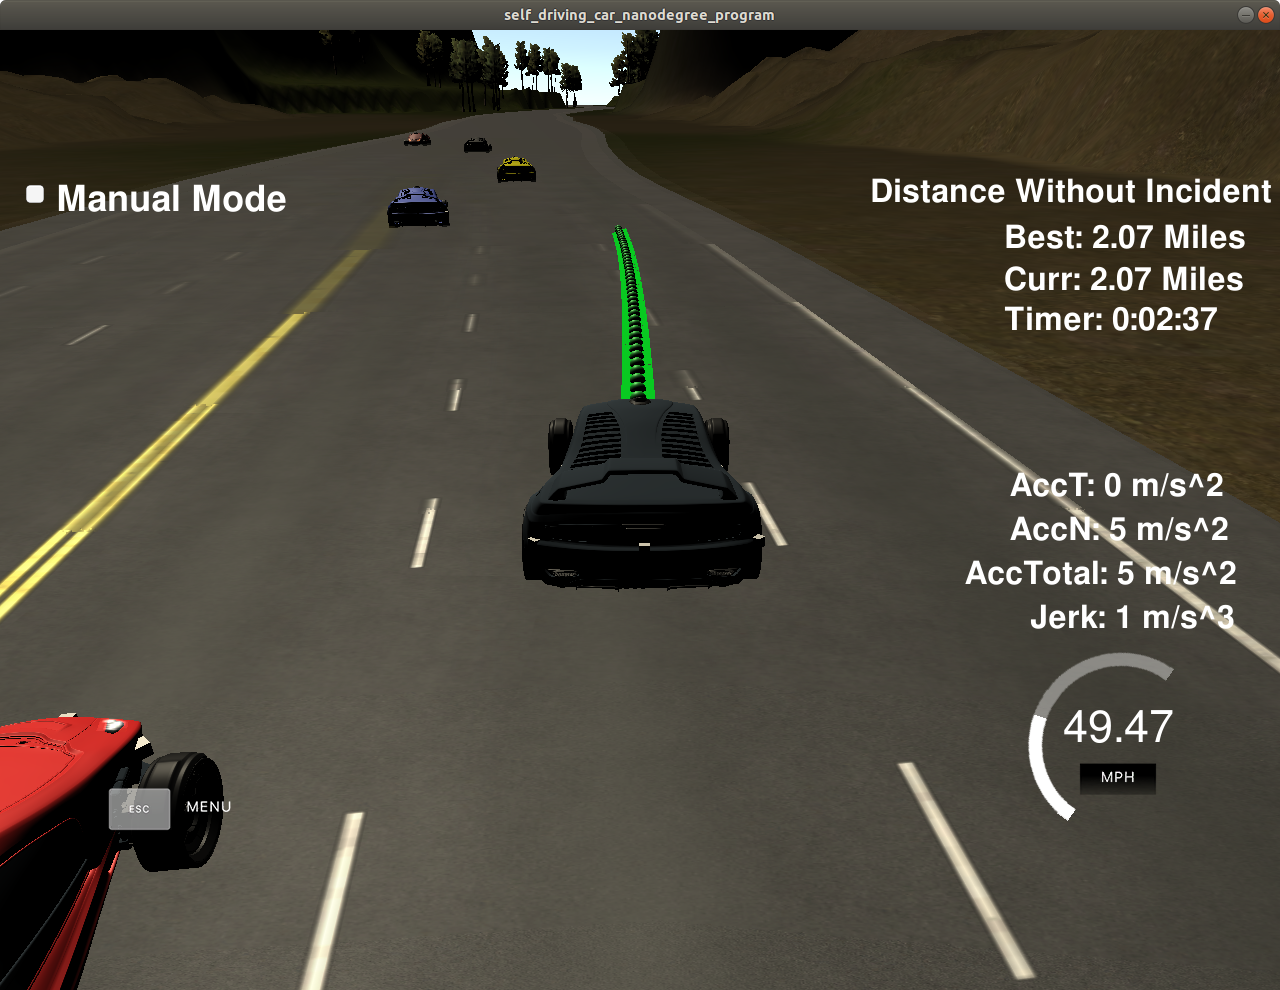 self_driving_car_nanodegree_program
Manual Mode
Distance Without Incident
Best: 2.07 Miles
Curr: 2.07 Miles
Timer: 0:02:37
AccT: 0 m/s^2
AccN: 5 m/s^2
AccTotal: 5 m/s^2
Jerk: 1 m/s^3
49.47
MPH
ESC MENU